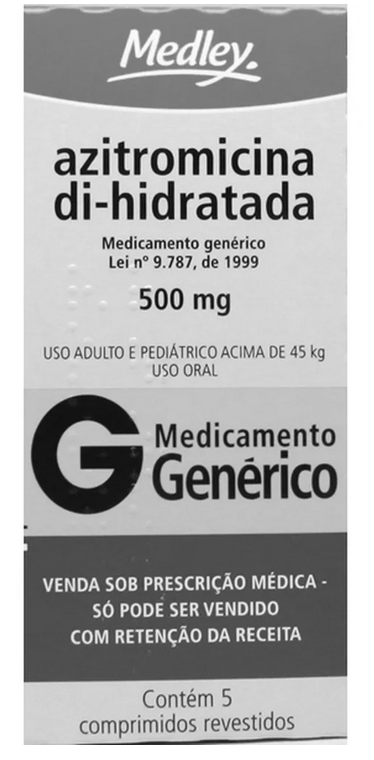 Medley.
azitromicina
di-hidratada
Medicamento genérico
Lei nº 9.787, de 1999
500 mg
USO ADULTO E PEDIÁTRICO ACIMA DE 45 kg
USO ORAL
G Medicamento
Genérico
VENDA SOB PRESCRIÇÃO MÉDICA -
SÓ PODE SER VENDIDO
COM RETENÇÃO DA RECEITA
Contém 5
comprimidos revestidos